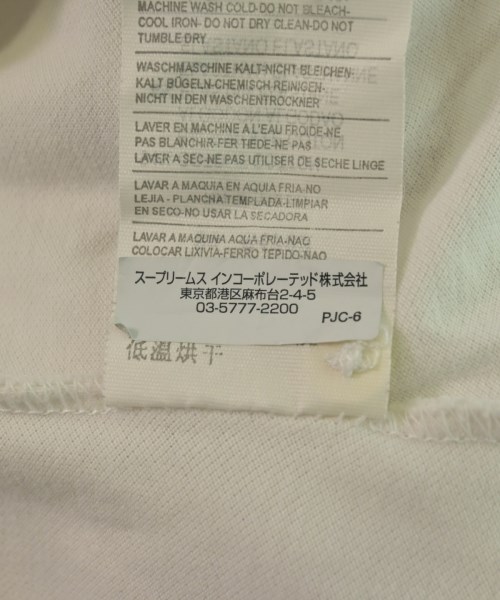 MACHINE WASH COLD-DO NOT BLEACH-
COOL IRON- DO NOT DRY CLEAN-DO NOT
TUMBLE DRY
WASCHMASCHINE KALT-NICHT BLEICHEN
KALT BÜGELN-CHEMISCH REINIGEN-
NICHT IN DEN WASCHENTROCKNER
LAVER EN MACHINE A L'EAU FROIDE-NE
PAS BLANCHIR-FER TIEDE-NE PAS
LAVER A SEC-NE PAS UTILISER DE SECHE LINGE
LAVAR A MAQUIA EN AQUIA FRIA-NO
LEJIA - PLANCHA TEMPLADA-LIMPIAR
EN SECO-NO USAR LA SECADORA
LAVAR A MAQUINA AQUA FRIA-NAO
COLOCAR LIXIVIA-FERRO TEPIDO-NAO
スープリームス インコーポレーテッド株式会社
東京都港区麻布台2-4-5
03-5777-2200
PJC-6
低温烘干